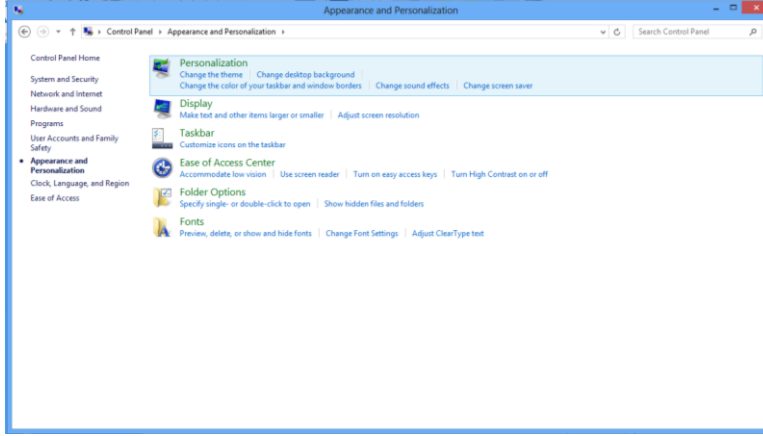 Appearance and Personalization
Control Panel › Appearance and Personalization ›
Search Control Panel
Control Panel Home
System and Security
Network and Internet
Hardware and Sound
Programs
User Accounts and Family
Safety
Appearance and
Personalization
Clock, Language, and Region
Ease of Access
Personalization
Change the theme | Change desktop background
Change the color of your taskbar and window borders | Change sound effects | Change screen saver
Display
Make text and other items larger or smaller | Adjust screen resolution
Taskbar
Customize icons on the taskbar
Ease of Access Center
Accommodate low vision | Use screen reader | Turn on easy access keys | Turn High Contrast on or off
Folder Options
Specify single- or double-click to open | Show hidden files and folders
Fonts
Preview, delete, or show and hide fonts | Change Font Settings | Adjust ClearType text